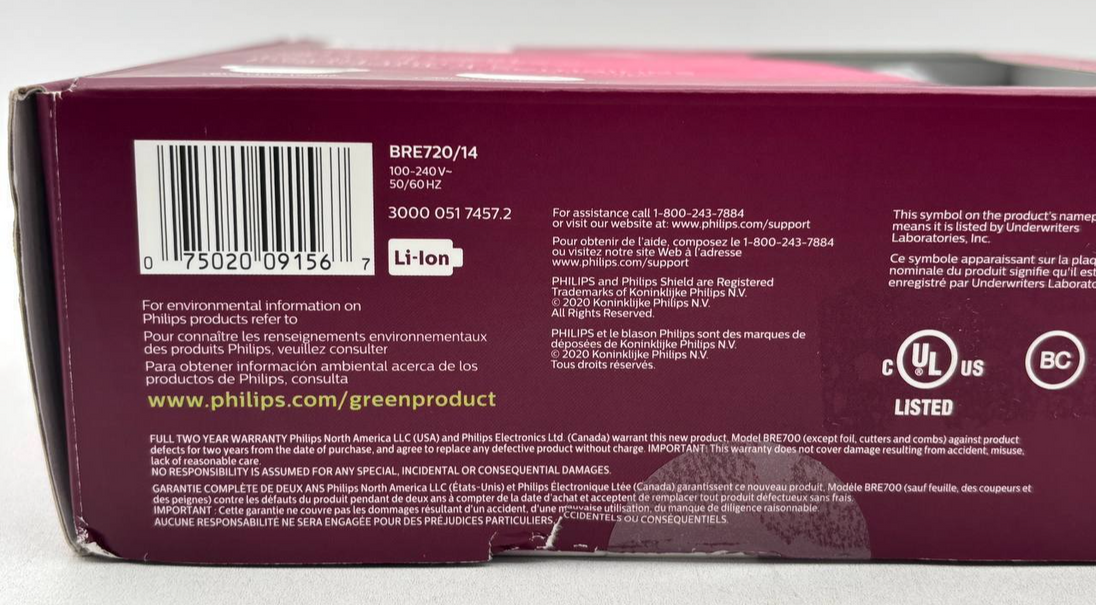 BRE720/14
100-240V~
50/60HZ
3000 051 7457.2
Li-Ion
0 75020 09156 7
For environmental information on
Philips products refer to
Pour connaître les renseignements environnementaux
des produits Philips, veuillez consulter
Para obtener información ambiental acerca de los
productos de Philips, consulta
www.philips.com/greenproduct
For assistance call 1-800-243-7884
or visit our website at: www.philips.com/support
Pour obtenir de l'aide, composez le 1-800-243-7884
ou visitez notre site Web à l'adresse
www.philips.com/support
PHILIPS and Philips Shield are Registered
Trademarks of Koninklijke Philips N.V.
© 2020 Koninklijke Philips N.V.
All Rights Reserved.
PHILIPS et le blason Philips sont des marques de
déposées de Koninklijke Philips N.V.
© 2020 Koninklijke Philips N.V.
Tous droits réservés.
This symbol on the product's namep
means it is listed by Underwriters
Laboratories, Inc.
Ce symbole apparaissant sur la plaq
nominale du produit signifie qu'il est
enregistré par Underwriters Laborato
C UL ® US
LISTED
BC
FULL TWO YEAR WARRANTY Philips North America LLC (USA) and Philips Electronics Ltd. (Canada) warrant this new product, Model BRE700 (except foil, cutters and combs) against product
defects for two years from the date of purchase, and agree to replace any defective product without charge. IMPORTANT: This warranty does not cover damage resulting from accident, misuse,
lack of reasonable care.
NO RESPONSIBILITY IS ASSUMED FOR ANY SPECIAL, INCIDENTAL OR CONSEQUENTIAL DAMAGES.
GARANTIE COMPLÈTE DE DEUX ANS Philips North America LLC (États-Unis) et Philips Électronique Ltée (Canada) garantissent ce nouveau produit, Modèle BRE700 (sauf feuille, des coupeurs et
des peignes) contre les défauts du produit pendant de deux ans à compter de la date d'achat et acceptent de remplacer tout produit défectueux sans frais.
IMPORTANT : Cette garantie ne couvre pas les dommages résultant d'un accident, d'une mauvaise utilisation, du manque de diligence raisonnable.
AUCUNE RESPONSABILITÉ NE SERA ENGAGÉE POUR DES PRÉJUDICES PARTICULIERS, CCIDENTELS OU CONSÉQUENTIELS.